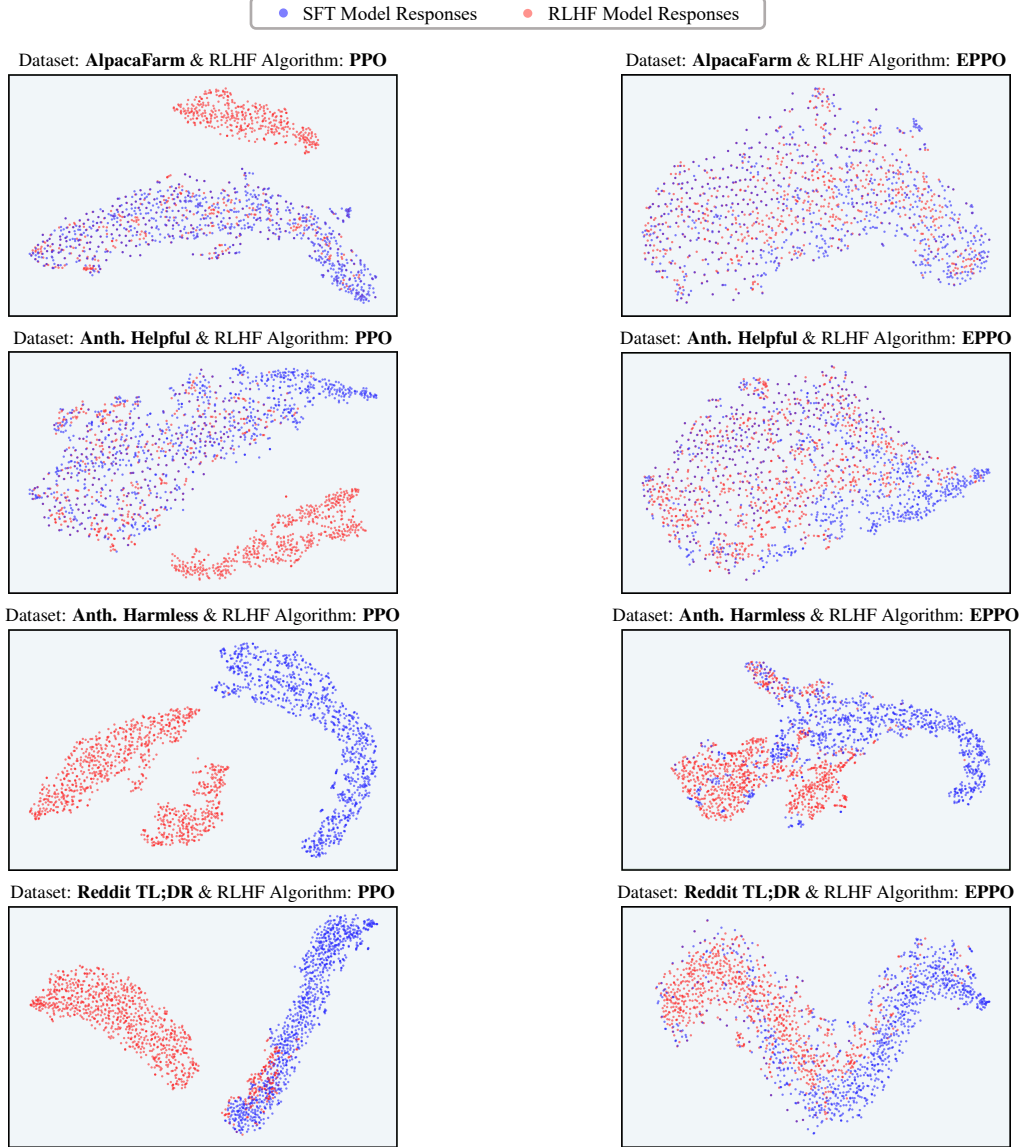 SFT Model Responses RLHF Model Responses
Dataset: AlpacaFarm & RLHF Algorithm: PPO
Dataset: AlpacaFarm & RLHF Algorithm: EPPO
Dataset: Anth. Helpful & RLHF Algorithm: PPO
Dataset: Anth. Helpful & RLHF Algorithm: EPPO
Dataset: Anth. Harmless & RLHF Algorithm: PPO
Dataset: Anth. Harmless & RLHF Algorithm: EPPO
Dataset: Reddit TL;DR & RLHF Algorithm: PPO
Dataset: Reddit TL;DR & RLHF Algorithm: EPPO